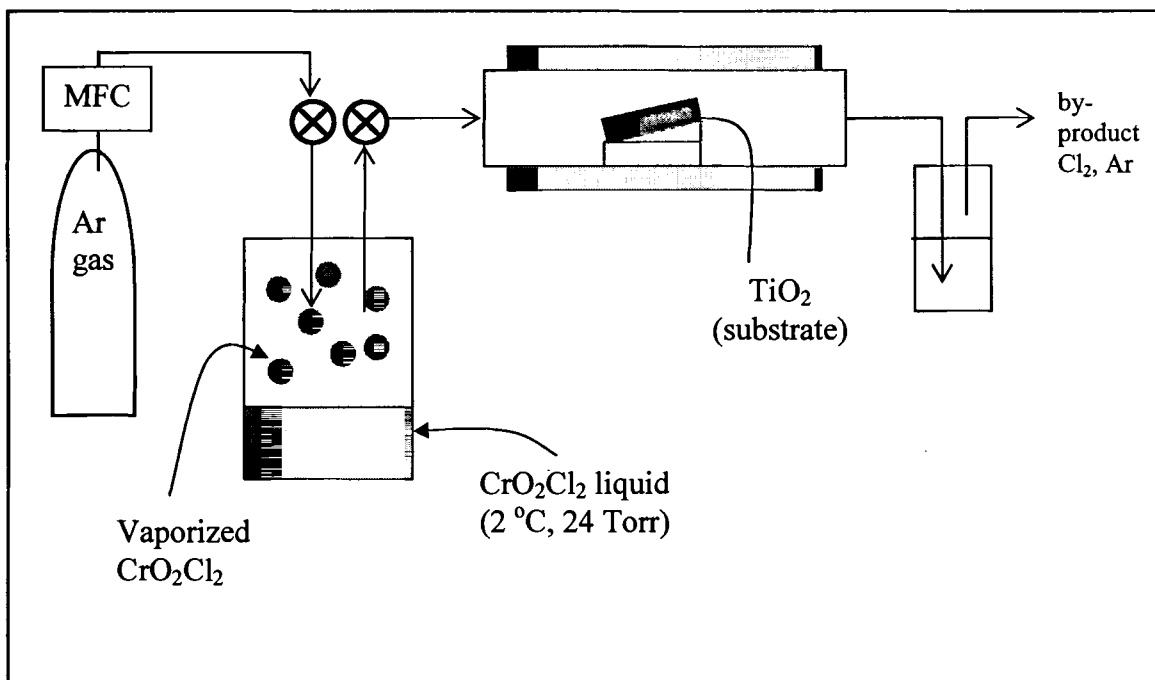 MFC
Ar
gas
by-
product
Cl₂, Ar
TiO₂
(substrate)
CrO₂Cl₂ liquid
(2 °C, 24 Torr)
Vaporized
CrO₂Cl₂